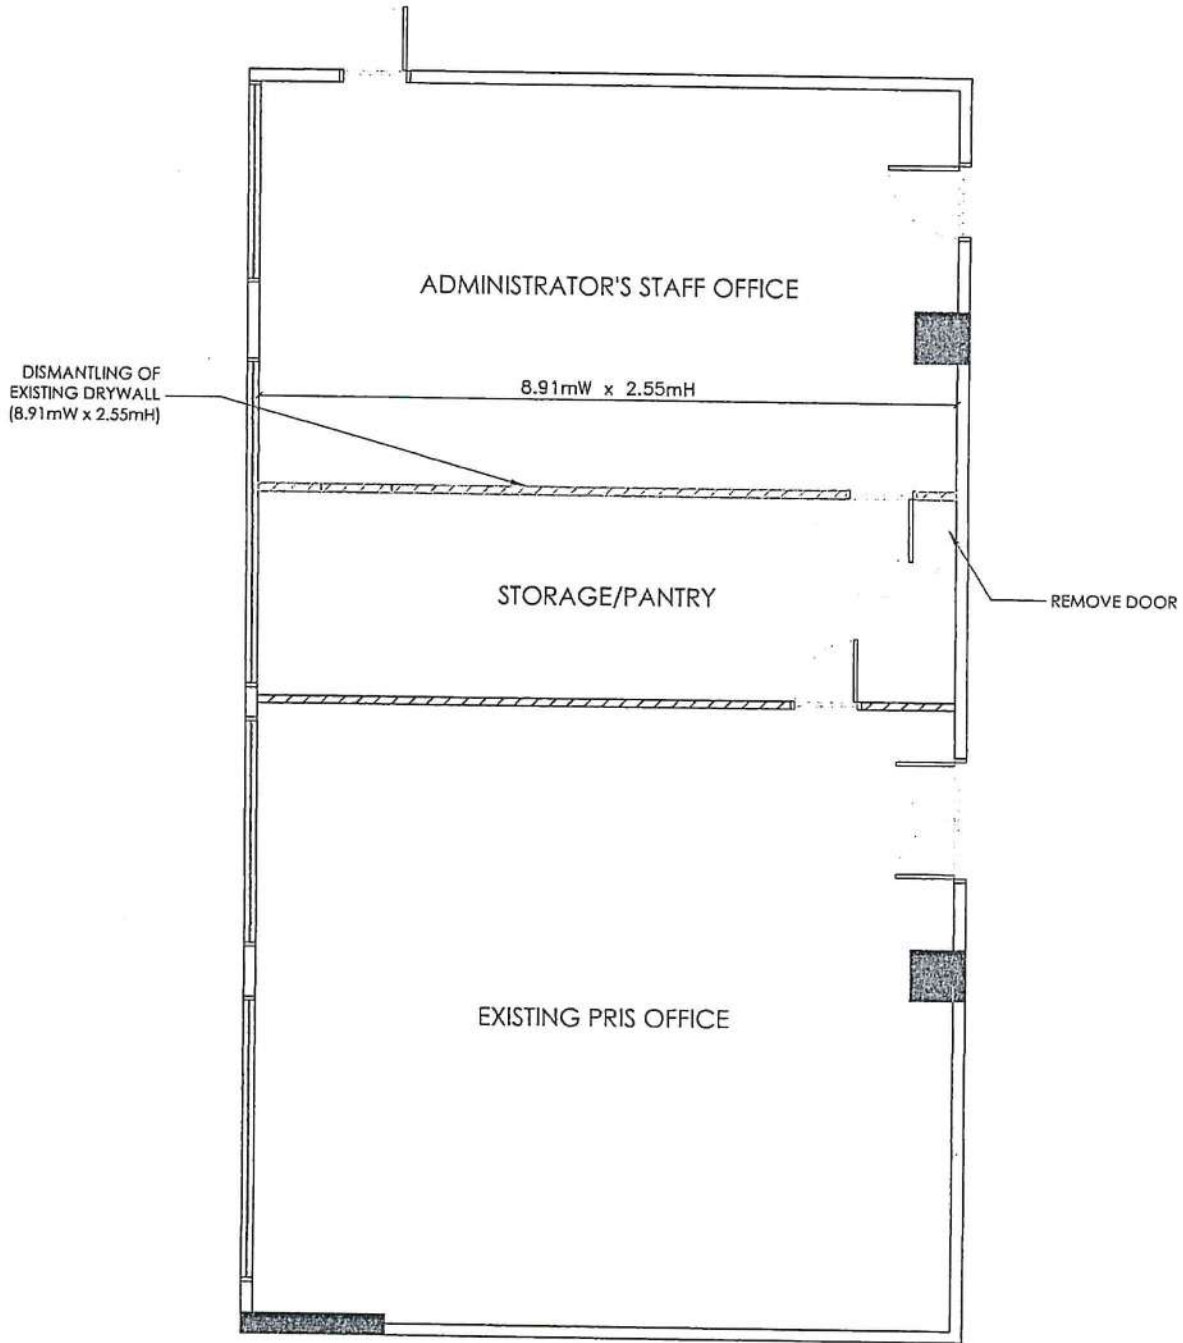 ADMINISTRATOR'S STAFF OFFICE
DISMANTLING OF
EXISTING DRYWALL
(8.91mW x 2.55mH)
8.91mW x 2.55mH
STORAGE/PANTRY
REMOVE DOOR
EXISTING PRIS OFFICE